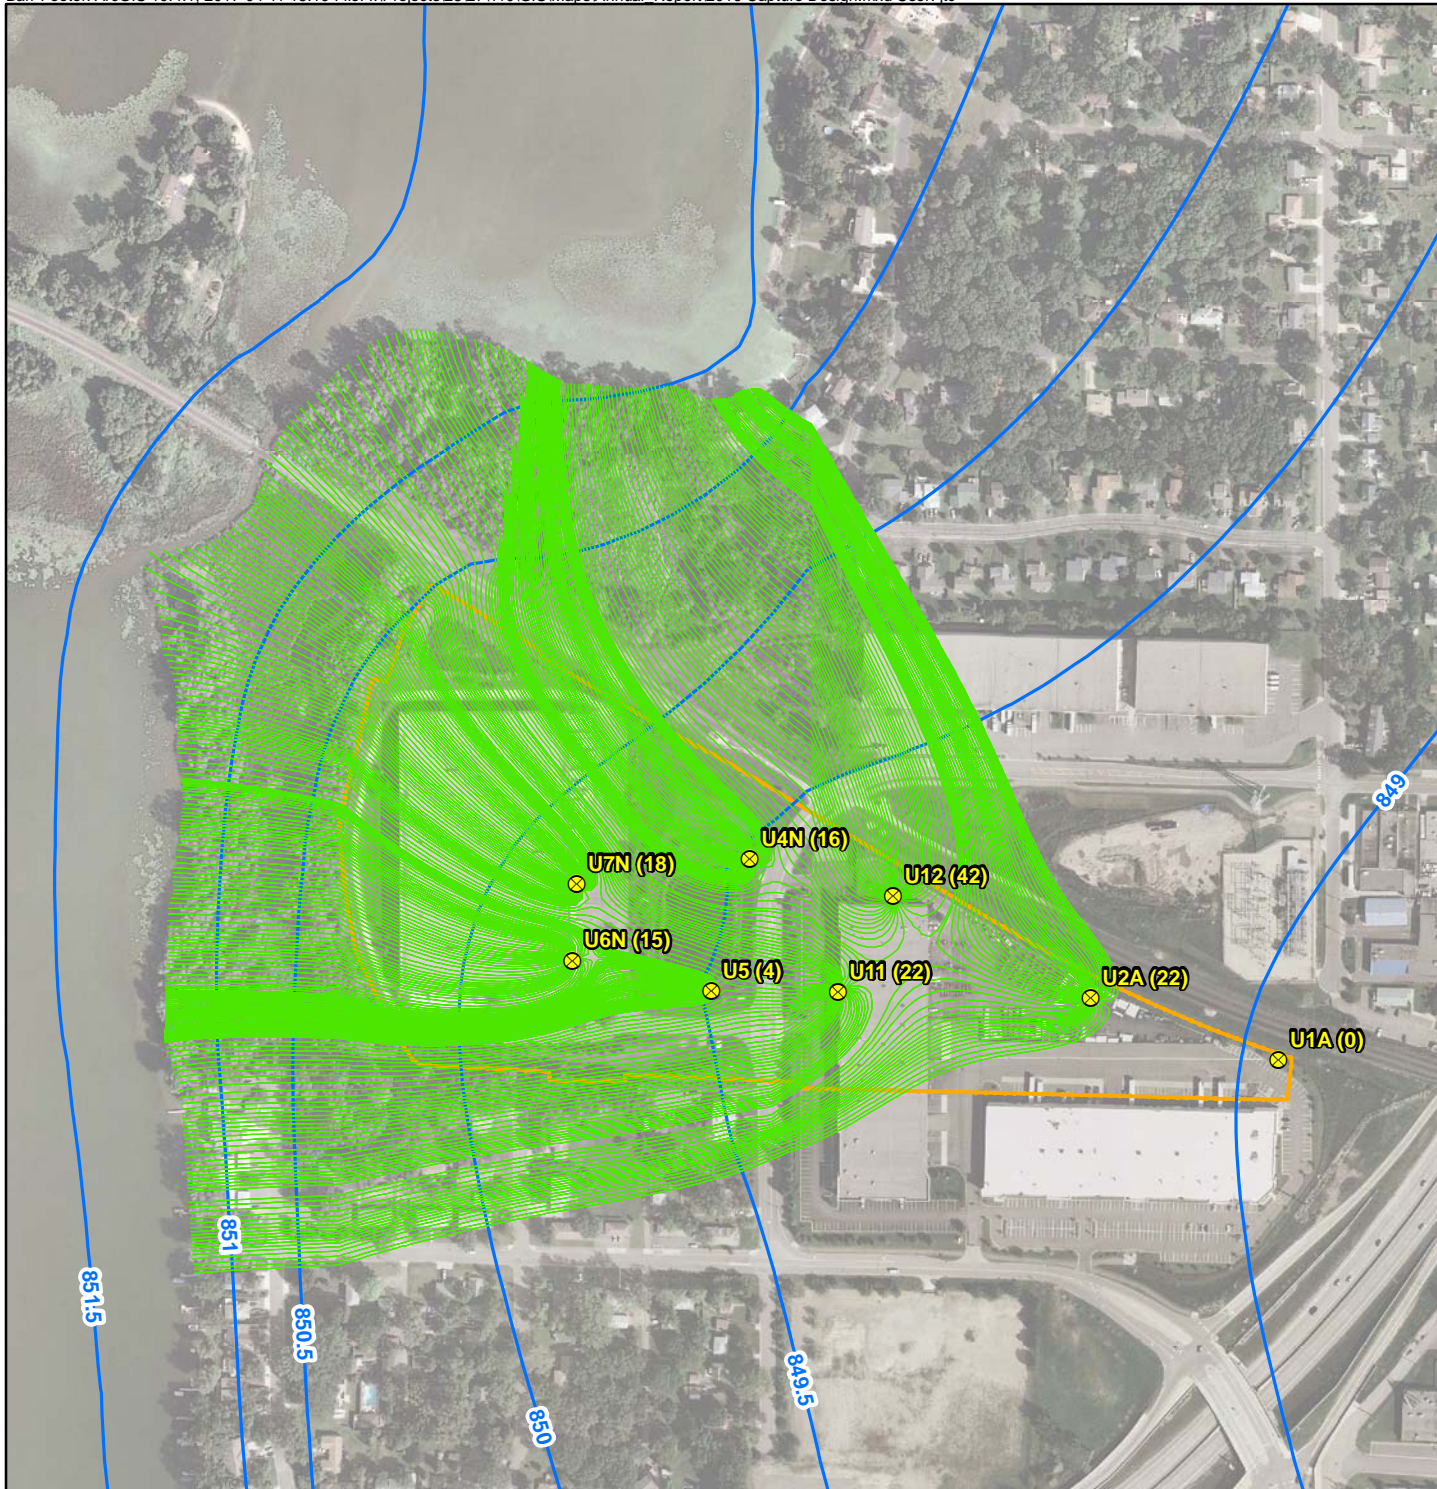 849
U4N (16)
U7N (18)
U12 (42)
U6N (15)
U5 (4)
U11 (22)
U2A (22)
U1A (0)
851
851.5
850.5
849.5
850